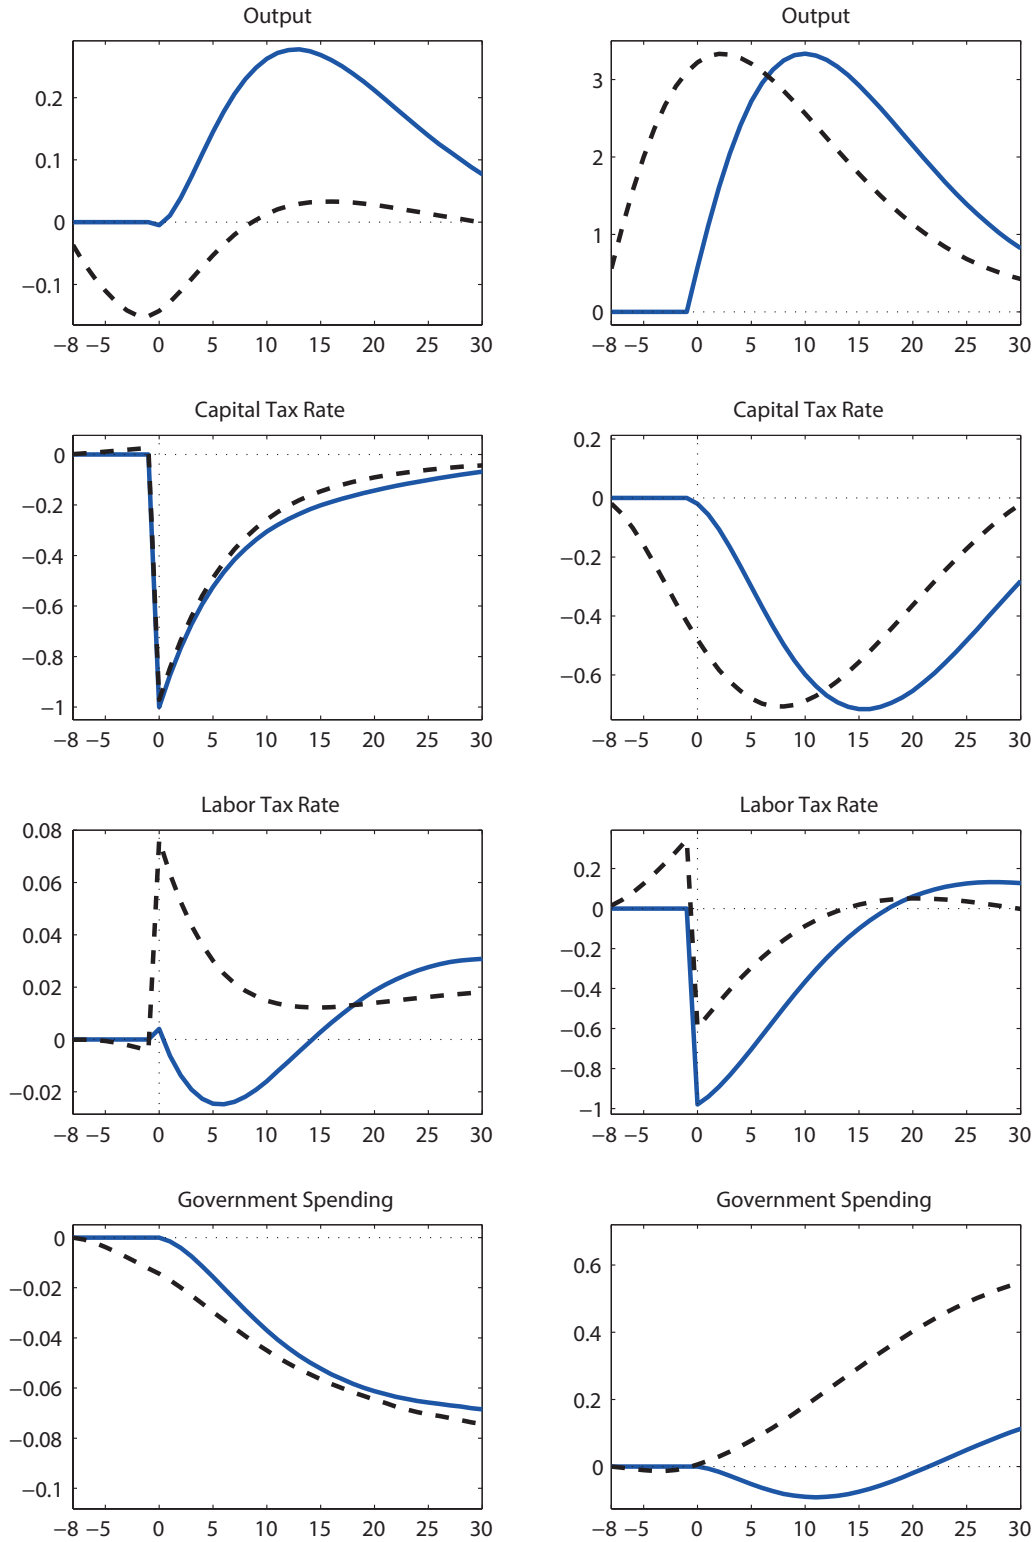 Output
0.2
0.1
0
−0.1
−8 −5 0 5 10 15 20 25 30
Output
3
2
1
0
−8 −5 0 5 10 15 20 25 30
Capital Tax Rate
0
−0.2
−0.4
−0.6
−0.8
−1
−8 −5 0 5 10 15 20 25 30
Capital Tax Rate
0.2
0
−0.2
−0.4
−0.6
−8 −5 0 5 10 15 20 25 30
Labor Tax Rate
0.08
0.06
0.04
0.02
0
−0.02
−8 −5 0 5 10 15 20 25 30
Labor Tax Rate
0.2
0
−0.2
−0.4
−0.6
−0.8
−1
−8 −5 0 5 10 15 20 25 30
Government Spending
0
−0.02
−0.04
−0.06
−0.08
−0.1
−8 −5 0 5 10 15 20 25 30
Government Spending
0.6
0.4
0.2
0
−8 −5 0 5 10 15 20 25 30